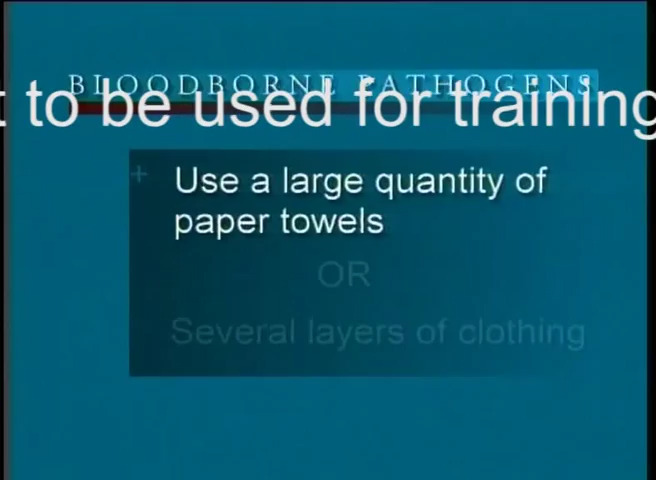 BLOODBORNE PATHOGENS
t to be used for training
+ Use a large quantity of
paper towels
OR
Several layers of clothing